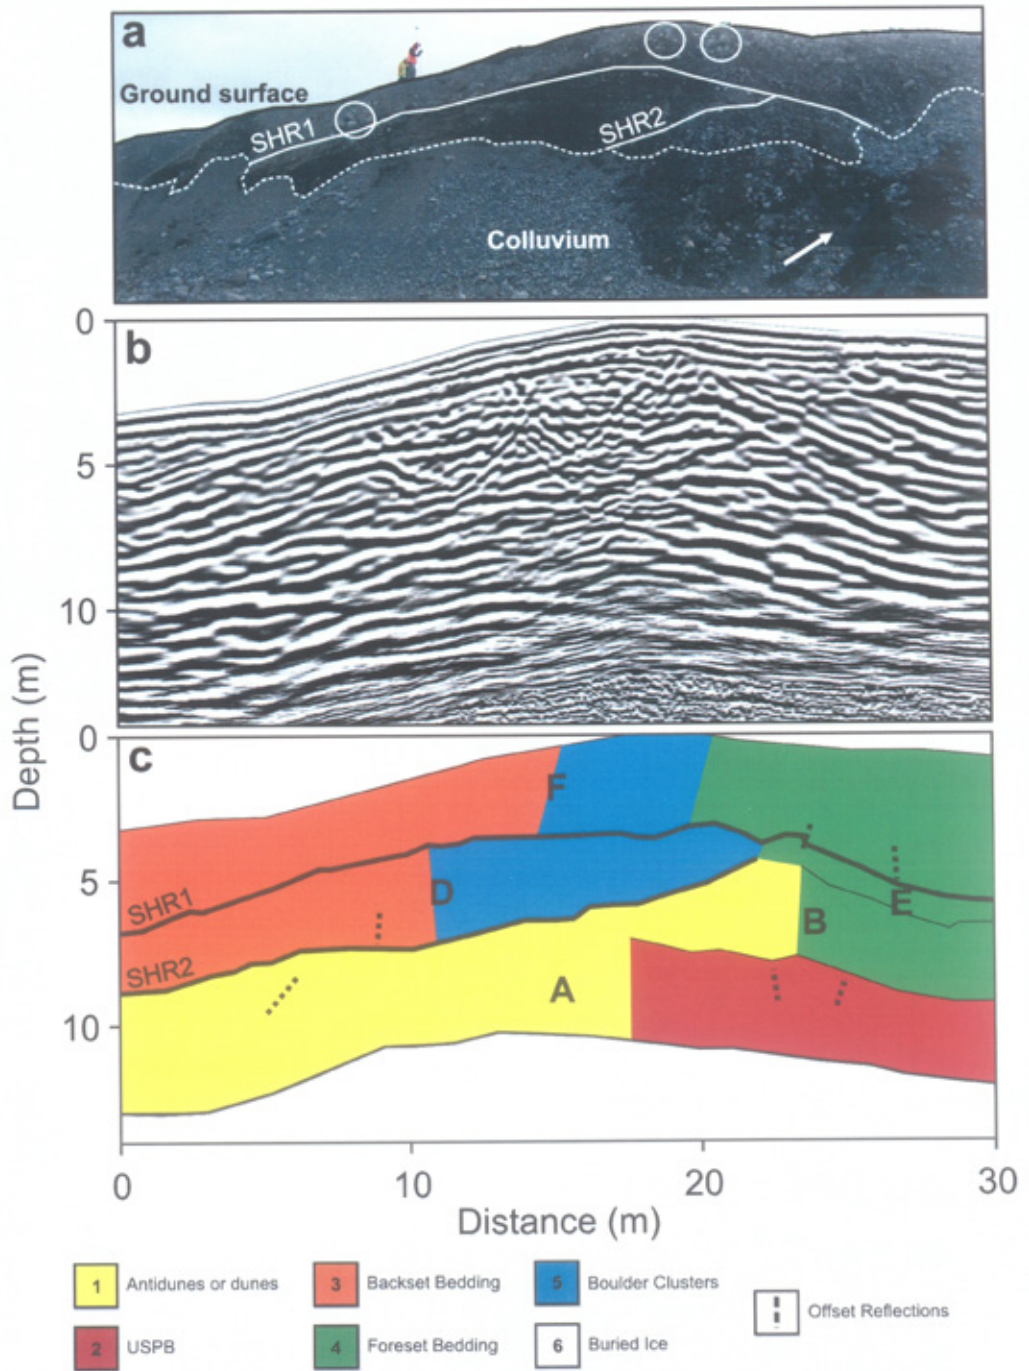 a
Ground surface
SHR1
SHR2
Colluvium
0
b
5
10
Depth (m)
0
c
F
5
D
E
SHR1
B
SHR2
A
10
0 10 20 30
Distance (m)
1 Antidunes or dunes 3 Backset Bedding 5 Boulder Clusters
Offset Reflections
2 USPB 4 Foreset Bedding 6 Buried Ice